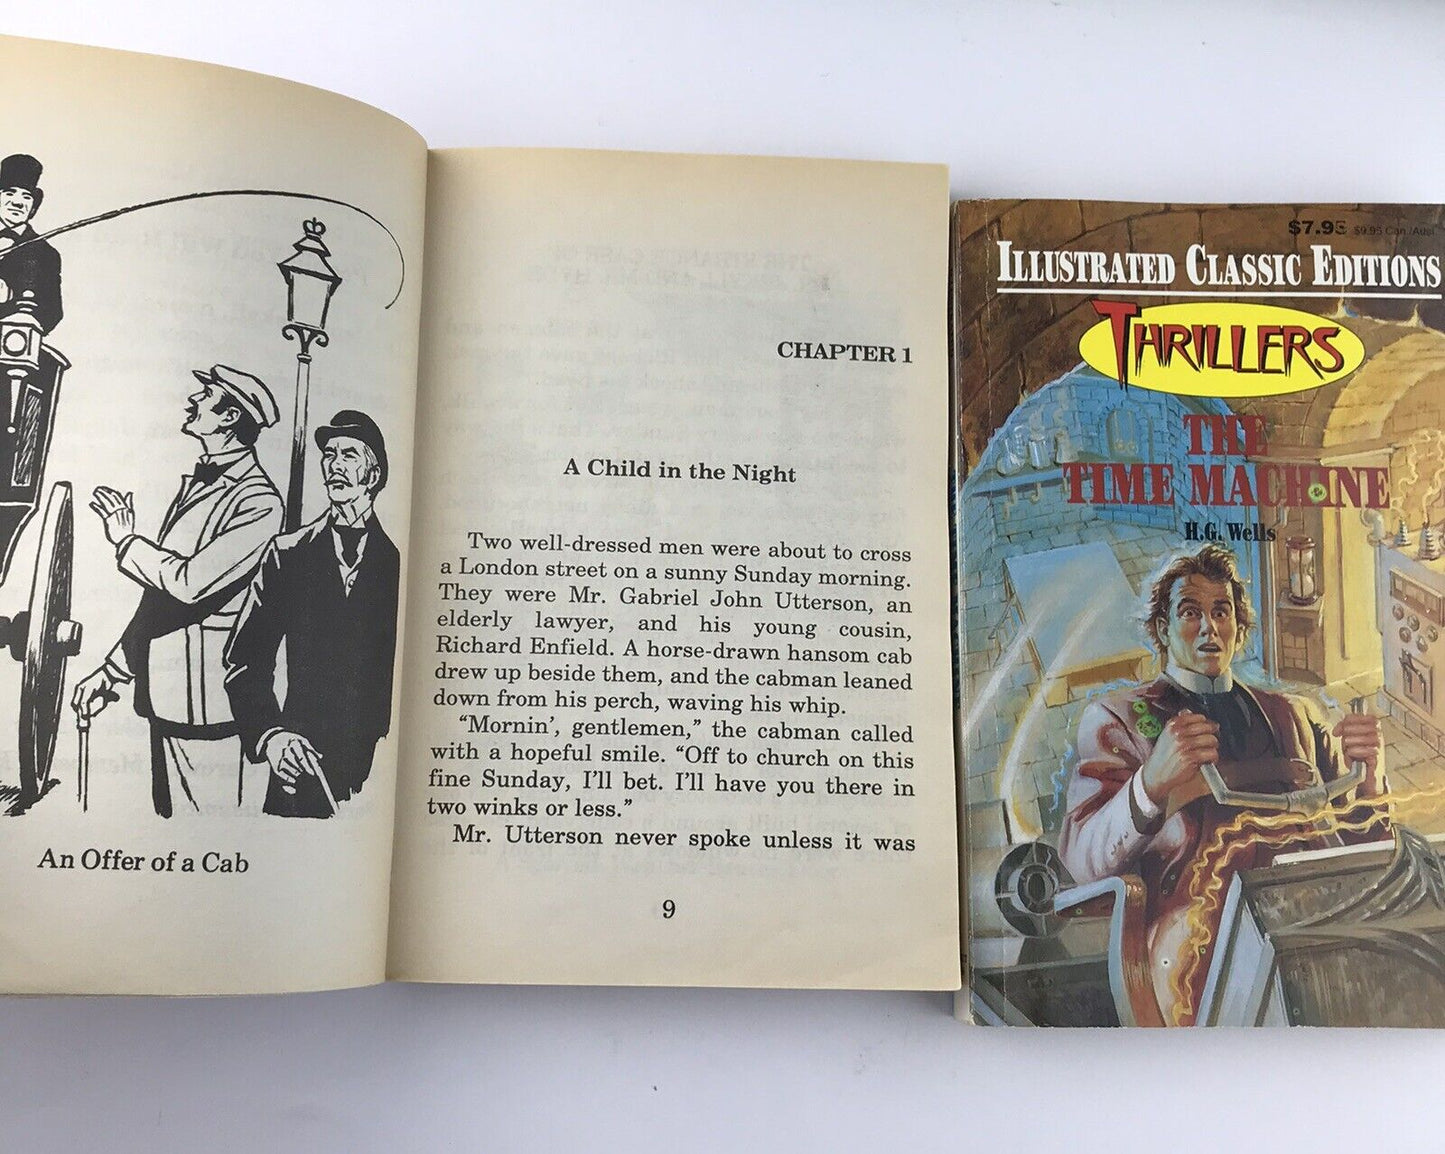 An Offer of a Cab
CHAPTER 1
A Child in the Night
Two well-dressed men were about to cross
a London street on a sunny Sunday morning.
They were Mr. Gabriel John Utterson, an
elderly lawyer, and his young cousin,
Richard Enfield. A horse-drawn hansom cab
drew up beside them, and the cabman leaned
down from his perch, waving his whip.
“Mornin’, gentlemen,” the cabman called
with a hopeful smile. “Off to church on this
fine Sunday, I’ll bet. I’ll have you there in
two winks or less.”
Mr. Utterson never spoke unless it was
9
$7.95 $9.95 Can./Aust
ILLUSTRATED CLASSIC EDITIONS
THRILLERS
THE
TIME MACHINE
H.G. Wells